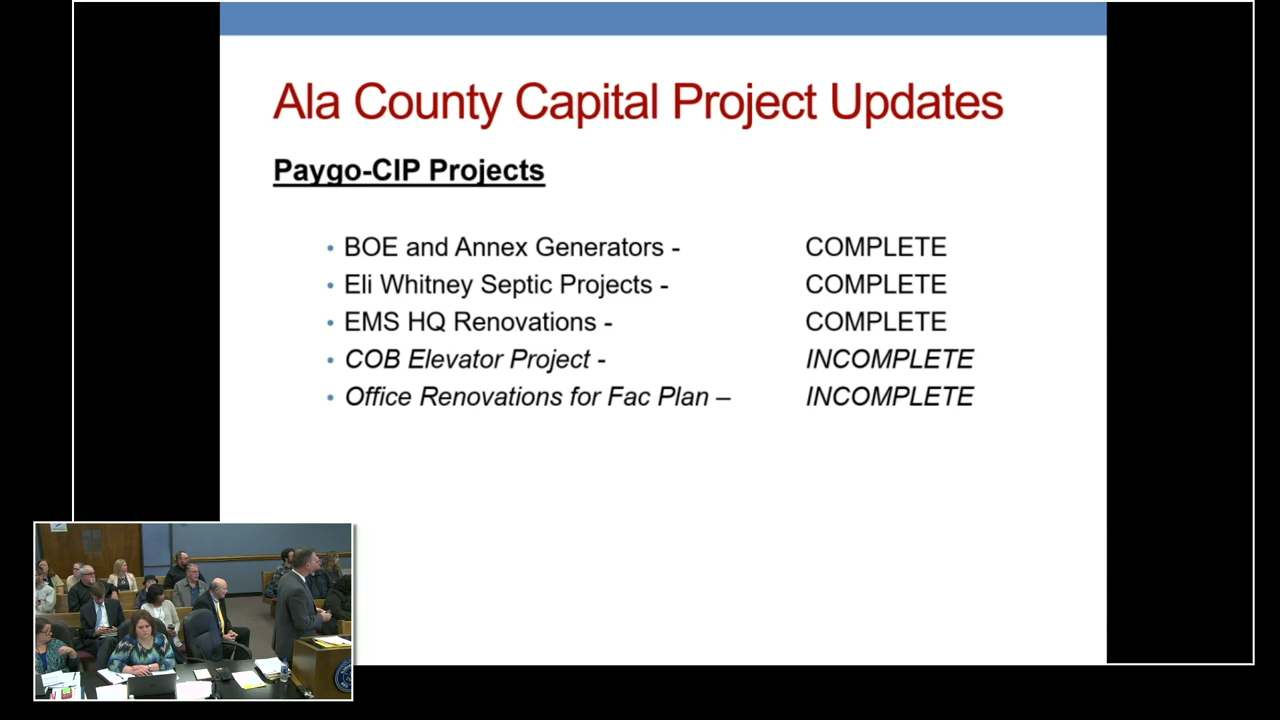 Ala County Capital Project Updates
Paygo-CIP Projects
• BOE and Annex Generators - COMPLETE
• Eli Whitney Septic Projects - COMPLETE
• EMS HQ Renovations - COMPLETE
• COB Elevator Project - INCOMPLETE
• Office Renovations for Fac Plan – INCOMPLETE